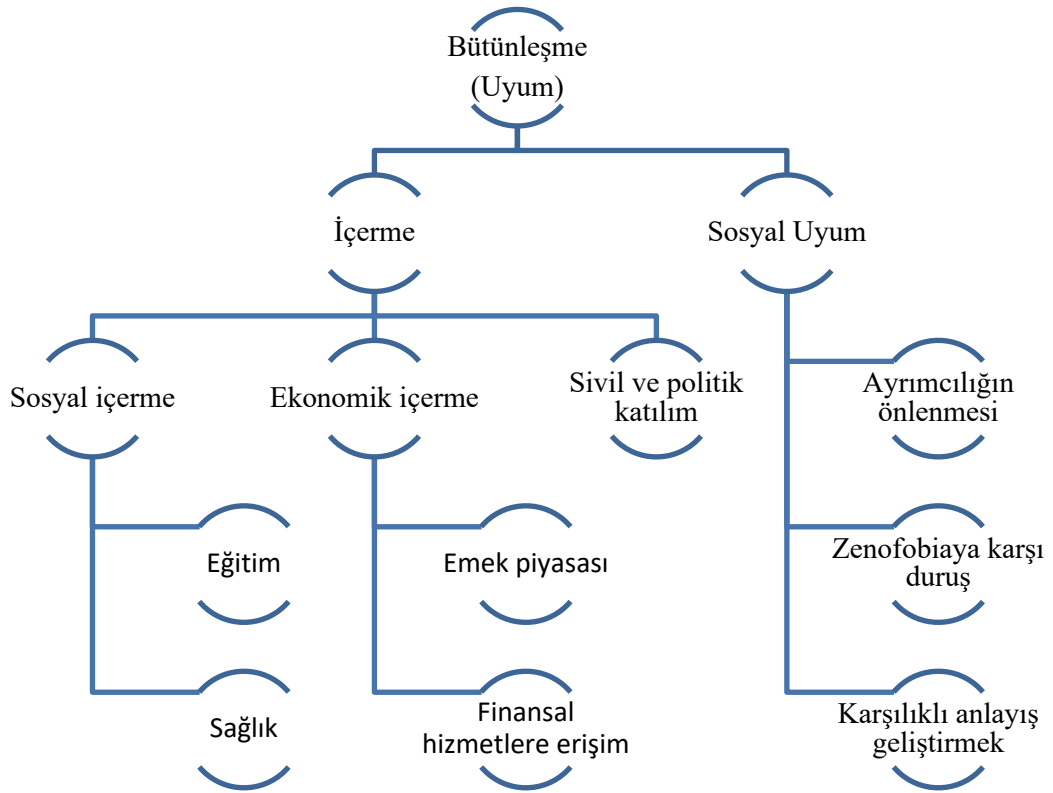 Bütünleşme
(Uyum)
İçerme
Sosyal Uyum
Sosyal içerme
Ekonomik içerme
Sivil ve politik
katılım
Ayrımcılığın
önlenmesi
Eğitim
Emek piyasası
Zenofobiaya karşı
duruş
Sağlık
Finansal
hizmetlere erişim
Karşılıklı anlayış
geliştirmek